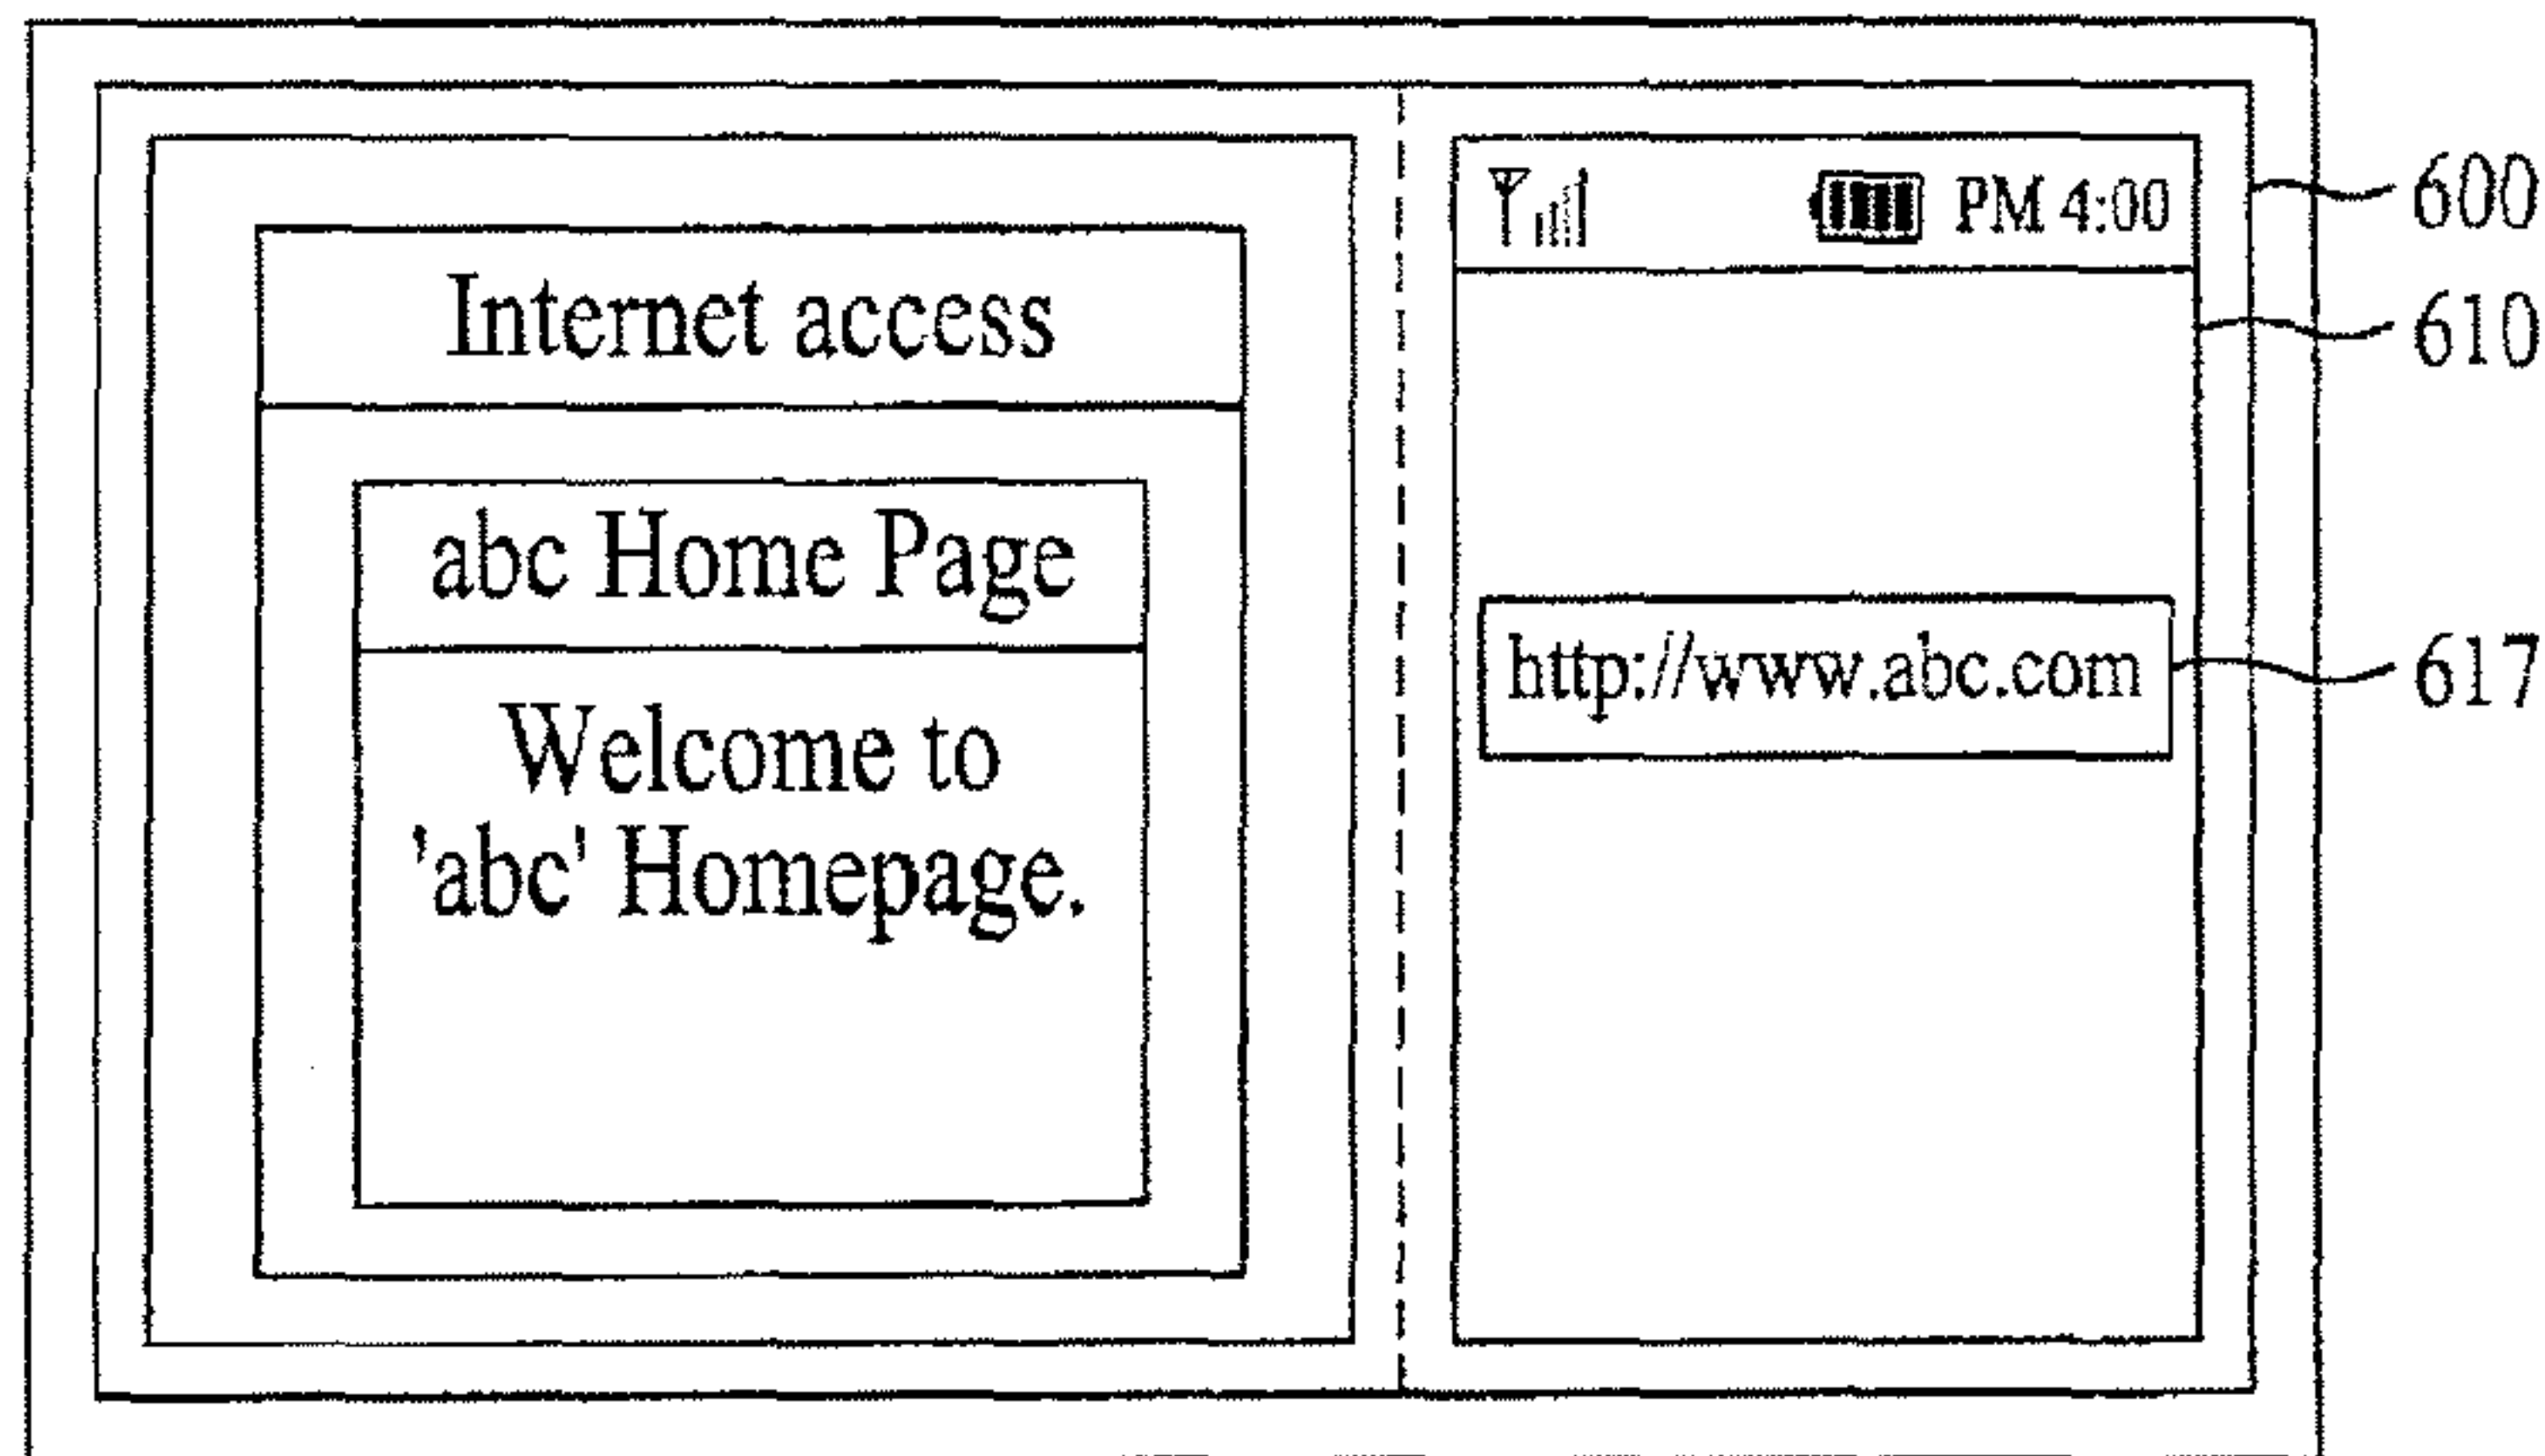 Internet access
abc Home Page
Welcome to
'abc' Homepage.
PM 4:00
http://www.abc.com
600
610
617